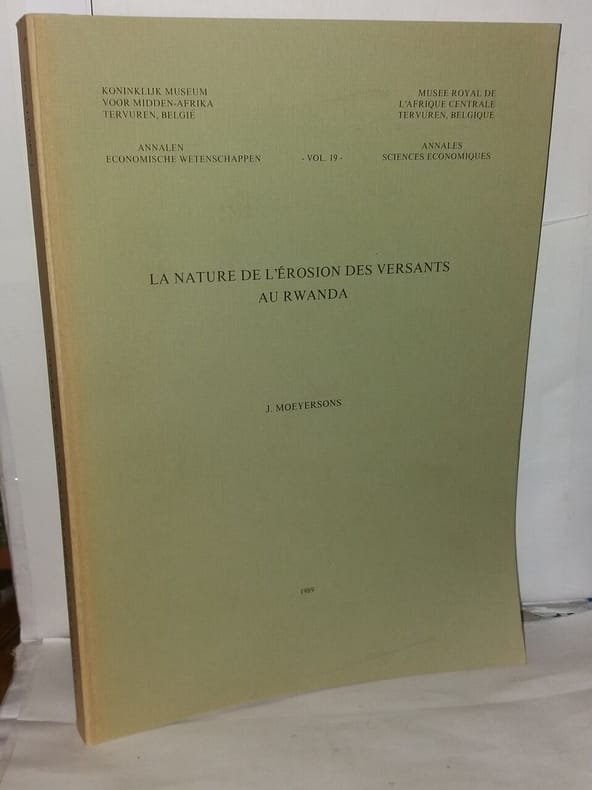 KONINKLIJK MUSEUM
VOOR MIDDEN-AFRIKA
TERVUREN, BELGIË
MUSEE ROYAL DE
L'AFRIQUE CENTRALE
TERVUREN, BELGIQUE
ANNALEN
ECONOMISCHE WETENSCHAPPEN
- VOL. 19 -
ANNALES
SCIENCES ECONOMIQUES
LA NATURE DE L'ÉROSION DES VERSANTS
AU RWANDA
J. MOEYERSONS
1989